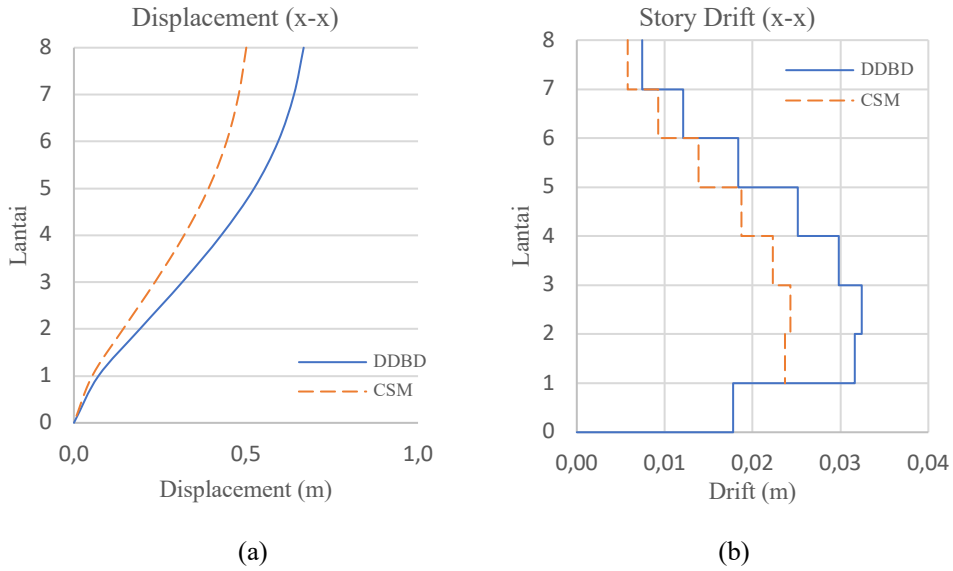 Displacement (x-x)
8
7
6
5
4
3
2
1
0
Lantai
DDBD
CSM
0,0
0,5
1,0
Displacement (m)
(a)
Story Drift (x-x)
8
7
6
5
4
3
2
1
0
Lantai
DDBD
CSM
0,00
0,01
0,02
0,03
0,04
Drift (m)
(b)